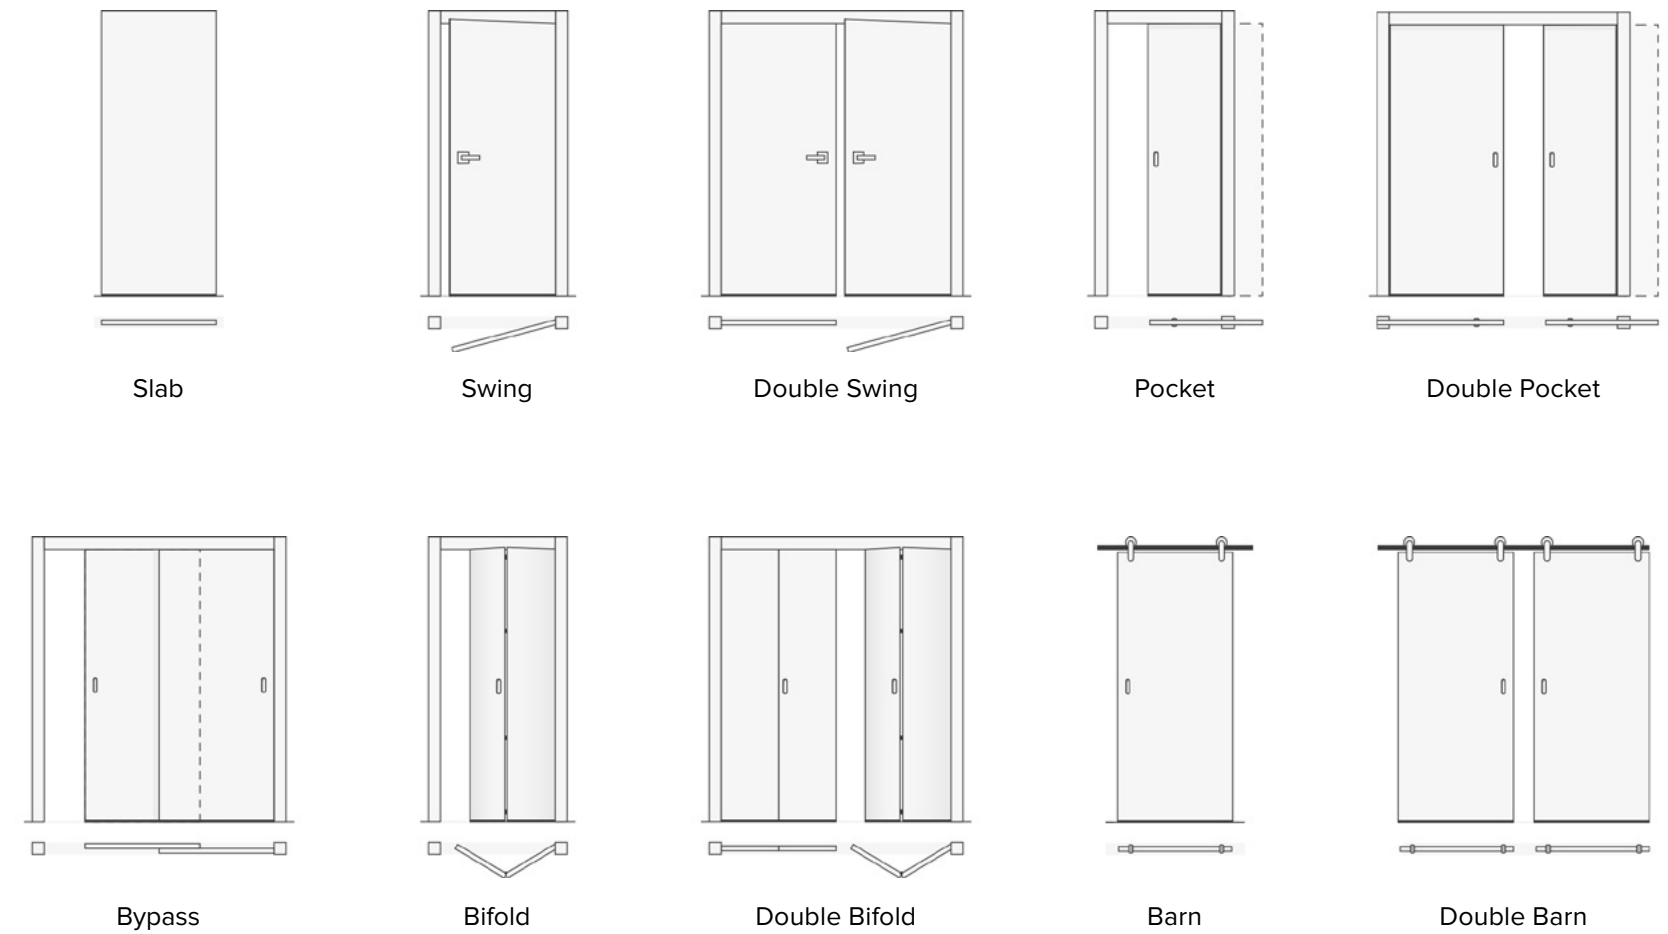 Slab
Swing
Double Swing
Pocket
Double Pocket
Bypass
Bifold
Double Bifold
Barn
Double Barn